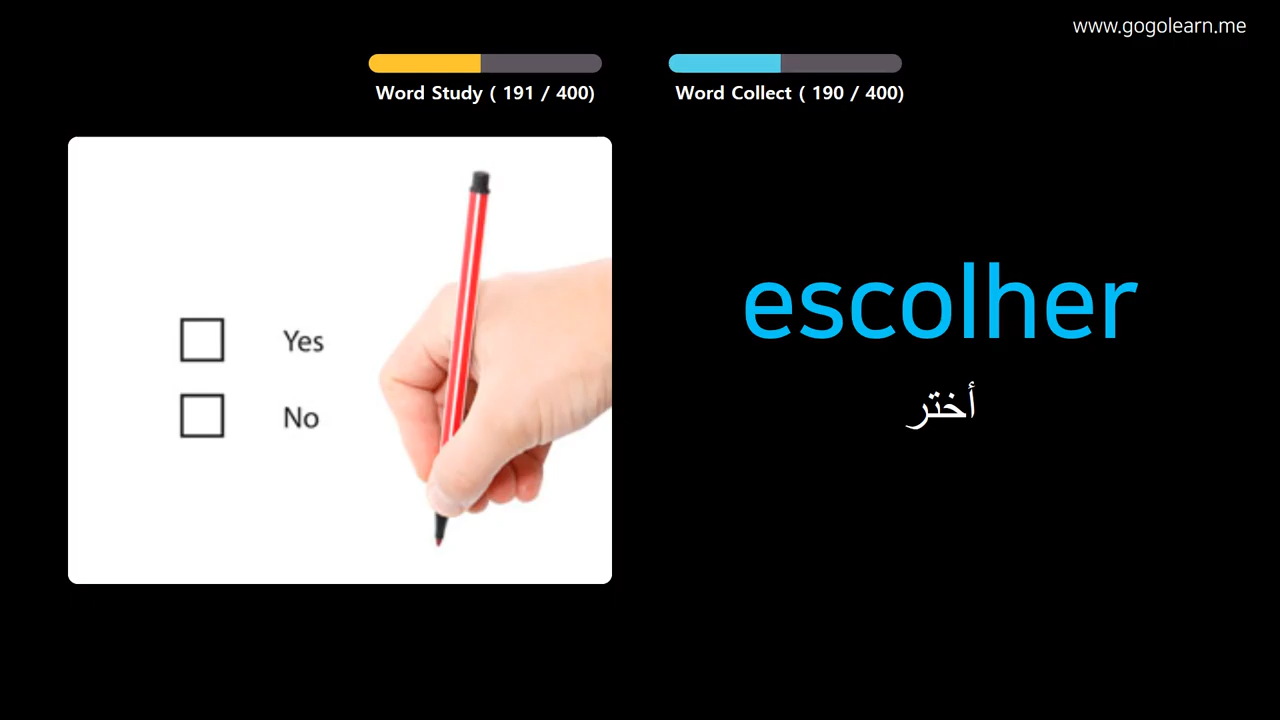 www.gogolearn.me
Word Study ( 191 / 400)
Word Collect ( 190 / 400)
Yes
No
escolher
أختر